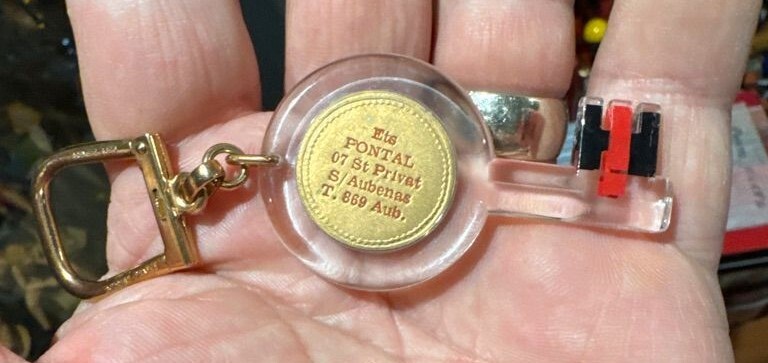 Ets
PONTAL
07 St Privat
S/Aubenas
T. 869 Aub.